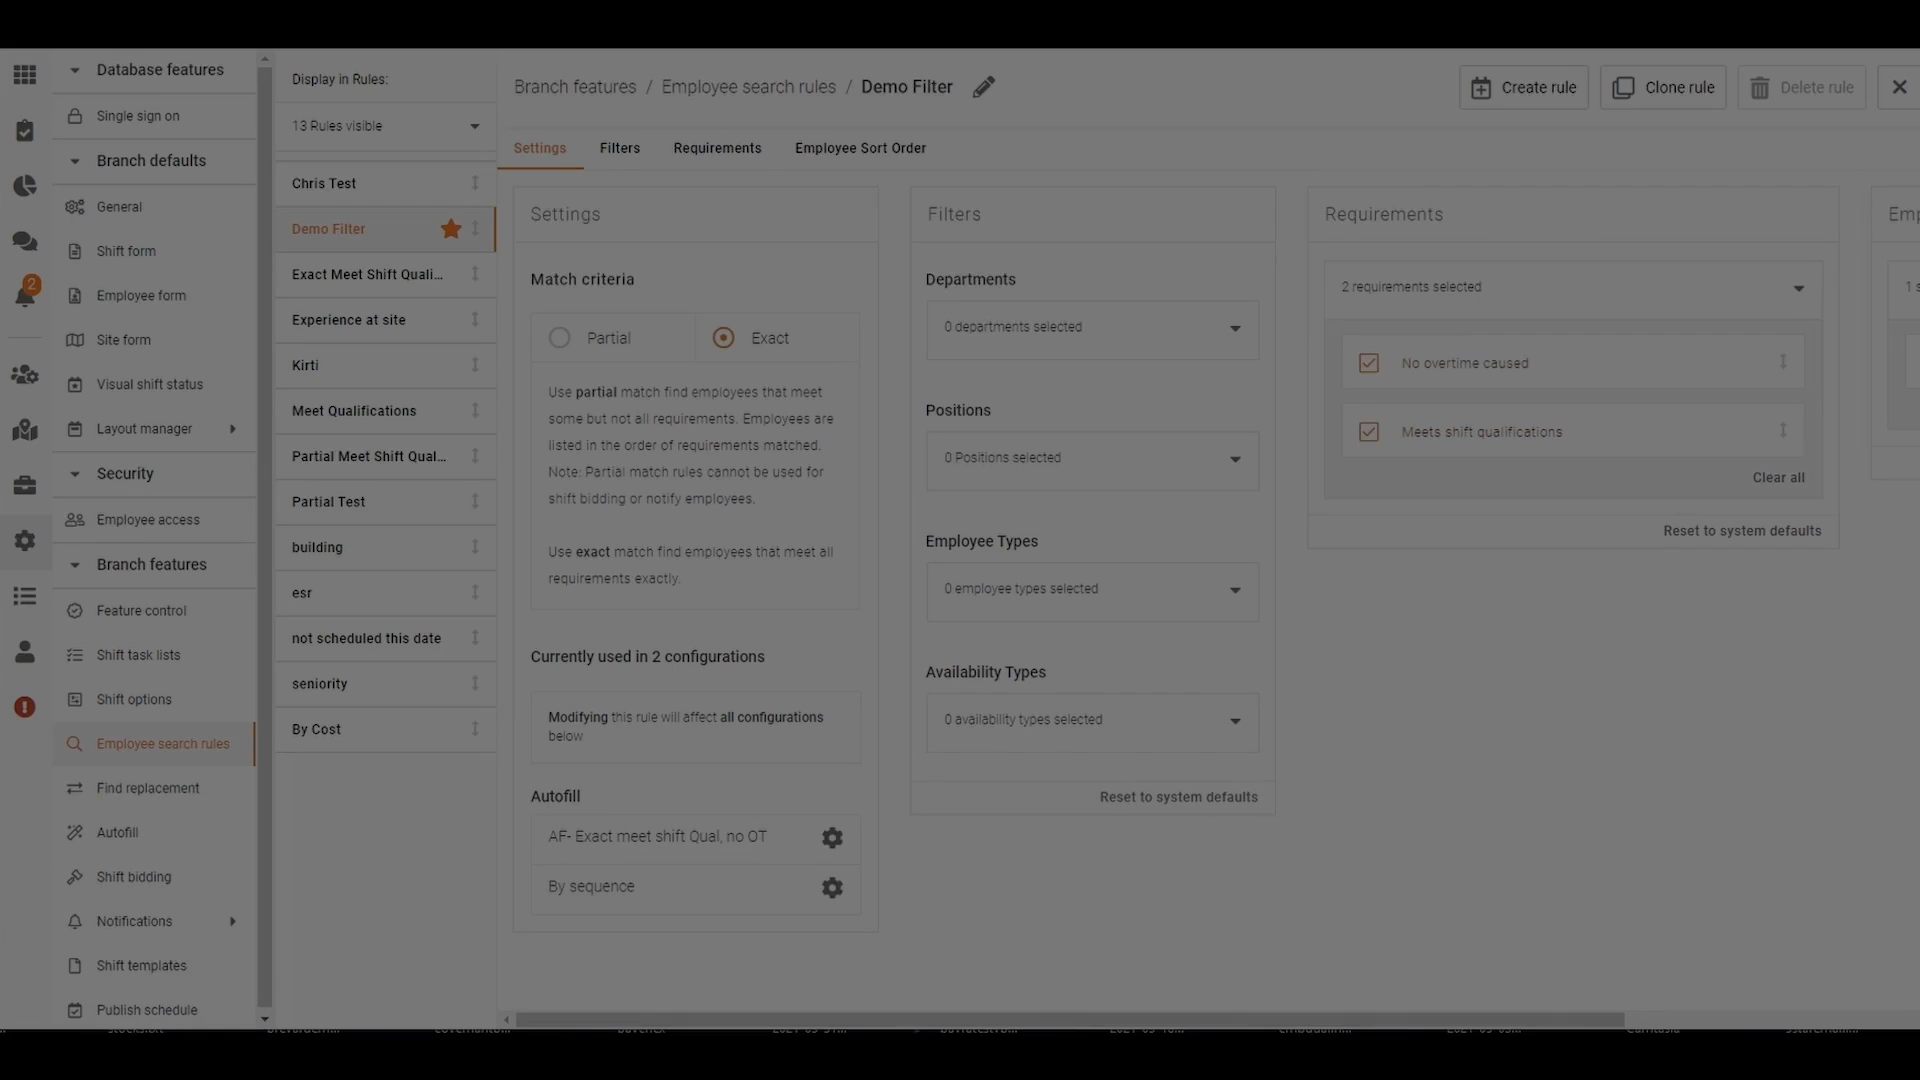 Database features
Single sign on
Branch defaults
General
Shift form
Employee form
Site form
Visual shift status
Layout manager
Security
Employee access
Branch features
Feature control
Shift task lists
Shift options
Employee search rules
Find replacement
Autofill
Shift bidding
Notifications
Shift templates
Publish schedule
2
Display in Rules:
13 Rules visible
Chris Test
Demo Filter
Exact Meet Shift Quali...
Experience at site
Kirti
Meet Qualifications
Partial Meet Shift Qual...
Partial Test
building
esr
not scheduled this date
seniority
By Cost
Branch features / Employee search rules / Demo Filter
Create rule
Clone rule
Delete rule
Settings
Filters
Requirements
Employee Sort Order
Settings
Match criteria
Partial
Exact
Use partial match find employees that meet
some but not all requirements. Employees are
listed in the order of requirements matched.
Note: Partial match rules cannot be used for
shift bidding or notify employees.
Use exact match find employees that meet all
requirements exactly.
Currently used in 2 configurations
Modifying this rule will affect all configurations
below
Autofill
AF- Exact meet shift Qual, no OT
By sequence
Filters
Departments
0 departments selected
Positions
0 Positions selected
Employee Types
0 employee types selected
Availability Types
0 availability types selected
Reset to system defaults
Requirements
2 requirements selected
No overtime caused
Meets shift qualifications
Clear all
Reset to system defaults
Emp
1 s